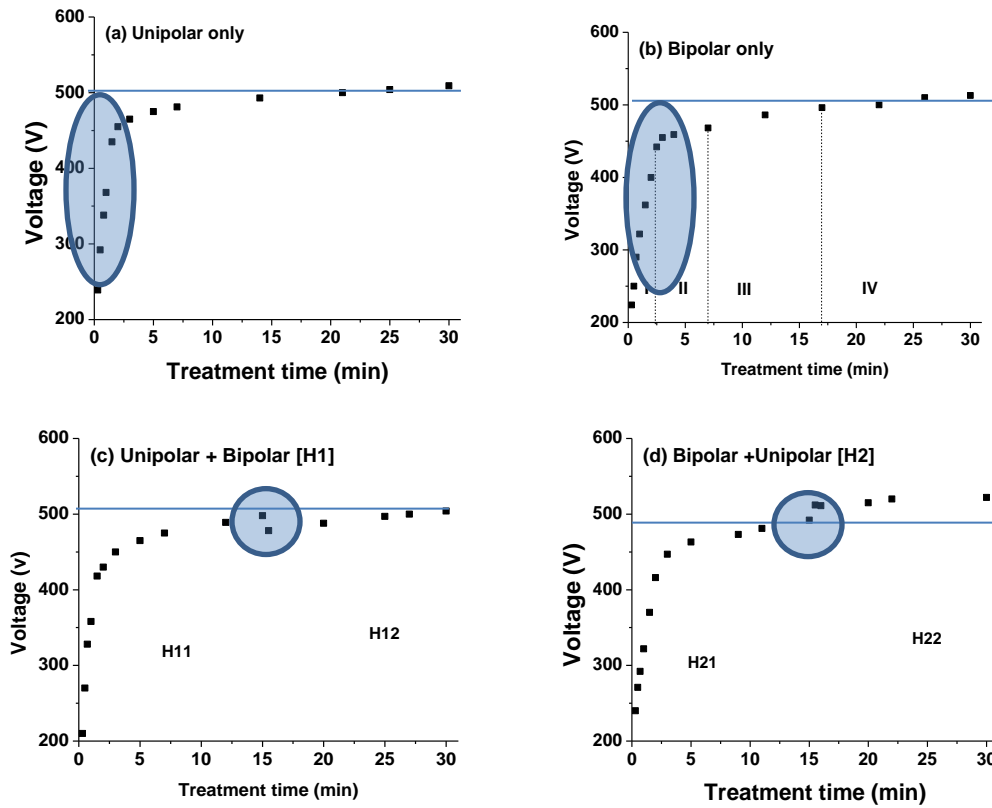 (a) Unipolar only
600
500
400
300
200
0
5
10
15
20
25
30
Voltage (V)
Treatment time (min)
(b) Bipolar only
600
500
400
300
200
0
5
10
15
20
25
30
Voltage (V)
I
II
III
IV
Treatment time (min)
(c) Unipolar + Bipolar [H1]
600
500
400
300
200
0
5
10
15
20
25
30
Voltage (v)
H11
H12
Treatment time (min)
(d) Bipolar +Unipolar [H2]
600
500
400
300
200
0
5
10
15
20
25
30
Voltage (V)
H21
H22
Treatment time (min)